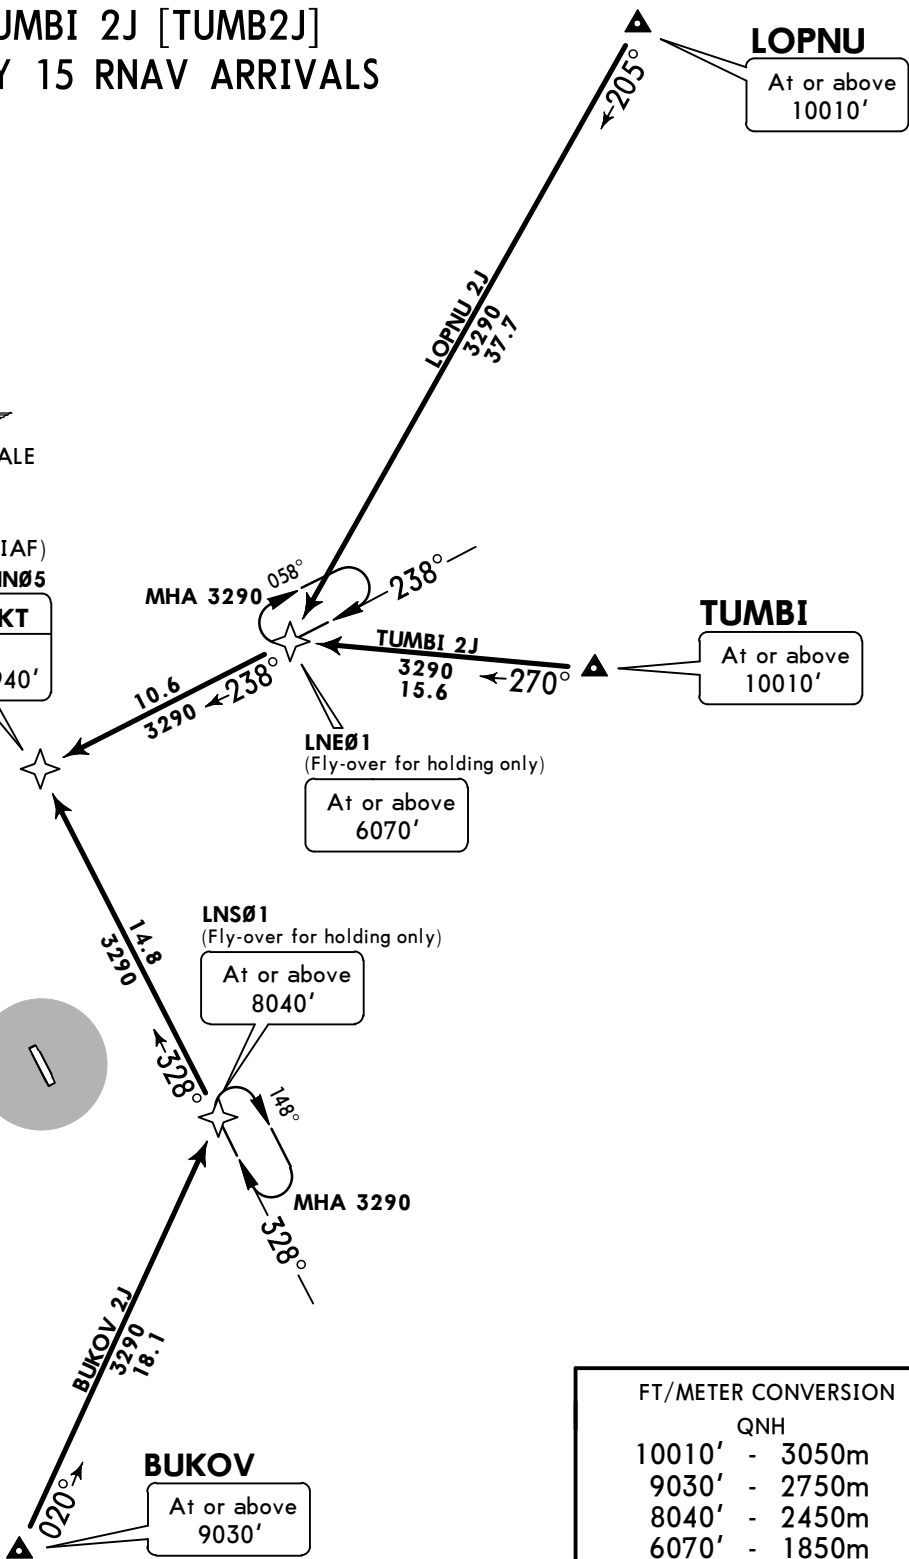 UMBI 2J [TUMB2J]
Y 15 RNAV ARRIVALS
LOPNU
At or above
10010'
205°
LOPNU 2J
3290
37.7
ALE
IAF)
NØ5
KT
40'
MHA 3290
058°
238°
TUMBI
At or above
10010'
TUMBI 2J
3290
15.6
270°
10.6
3290
238°
LNEØ1
(Fly-over for holding only)
At or above
6070'
14.8
3290
328°
LNSØ1
(Fly-over for holding only)
At or above
8040'
148°
MHA 3290
328°
BUKOV 2J
3290
18.1
020°
BUKOV
At or above
9030'
FT/METER CONVERSION
QNH
10010' - 3050m
9030' - 2750m
8040' - 2450m
6070' - 1850m